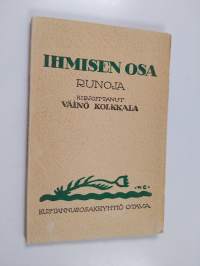 IHMISEN OSA
RUNOJA
KIRJOITTANUT
VÄINÖ KOLKKALA
KUSTANNUSOSAKEYHTIÖ OTAVA